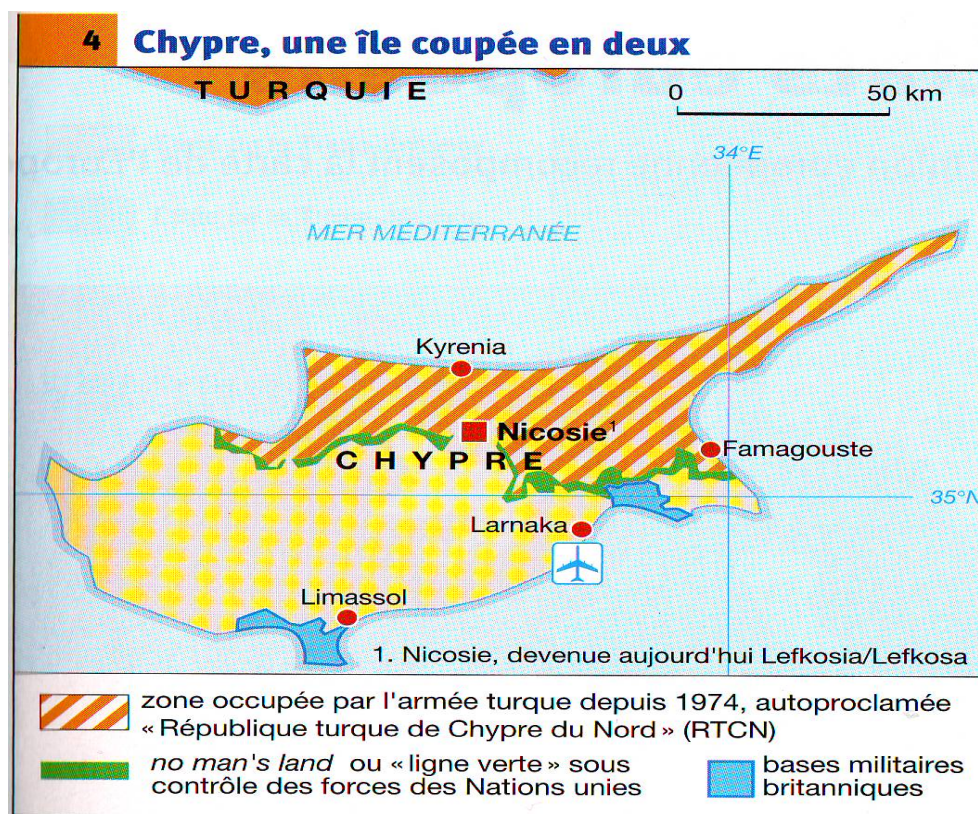 4 Chypre, une île coupée en deux
TURQUIE
0 50 km
34°E
MER MÉDITERRANÉE
Kyrenia
Nicosie¹
CHYPRE
Famagouste
35°N
Larnaka
Limassol
1. Nicosie, devenue aujourd'hui Lefkosia/Lefkosa
zone occupée par l'armée turque depuis 1974, autoproclamée
« République turque de Chypre du Nord » (RTCN)
no man's land ou « ligne verte » sous
contrôle des forces des Nations unies
bases militaires
britanniques